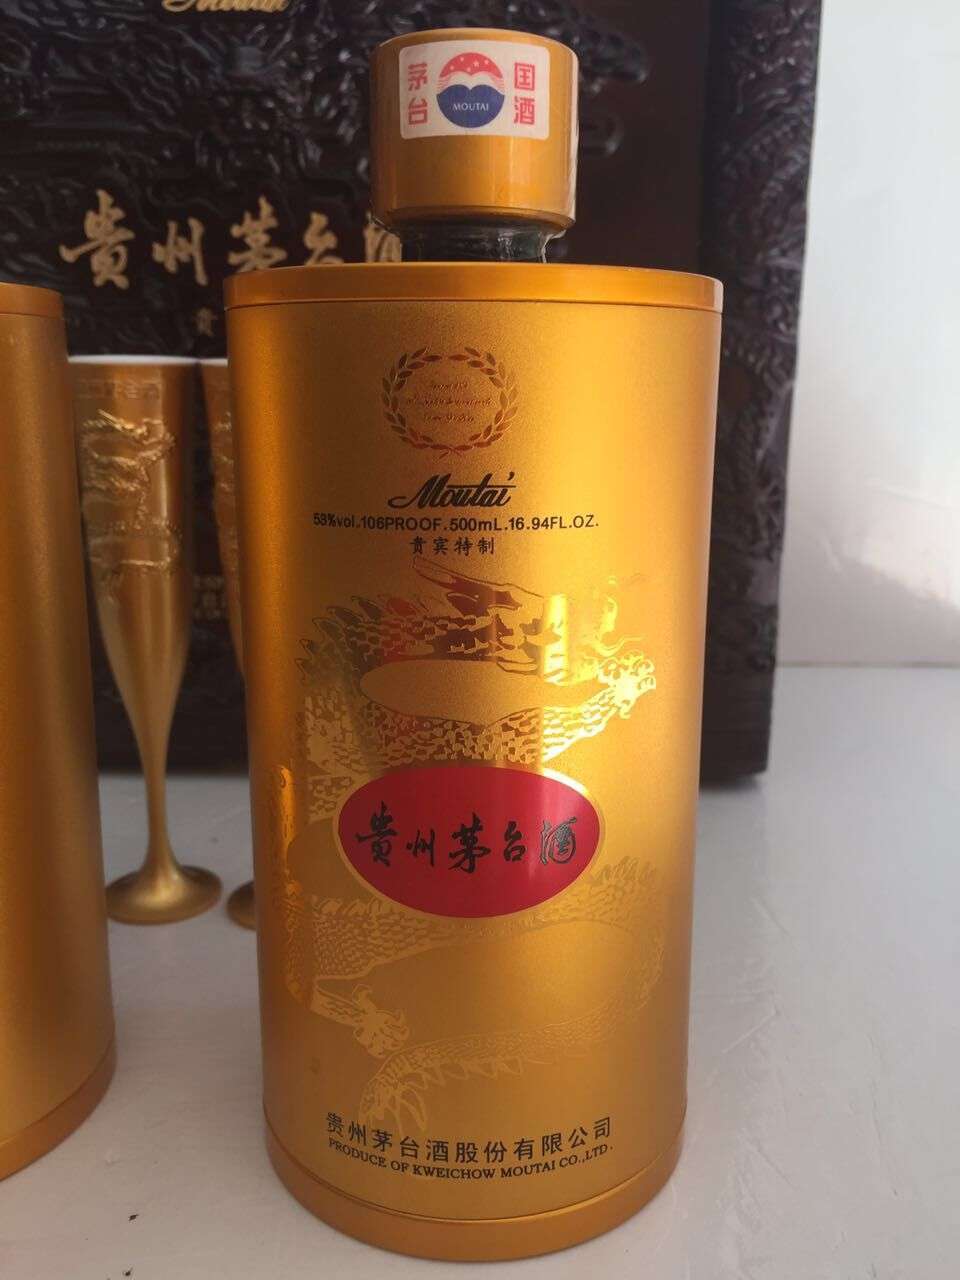 Moutai
茅台
国酒
MOUTAI
贵州茅台酒
贵
Moutai
53%vol.106PROOF.500mL.16.94FL.OZ.
贵宾特制
贵州茅台酒
贵州茅台酒股份有限公司
PRODUCE OF KWEICHOW MOUTAI CO.,LTD.